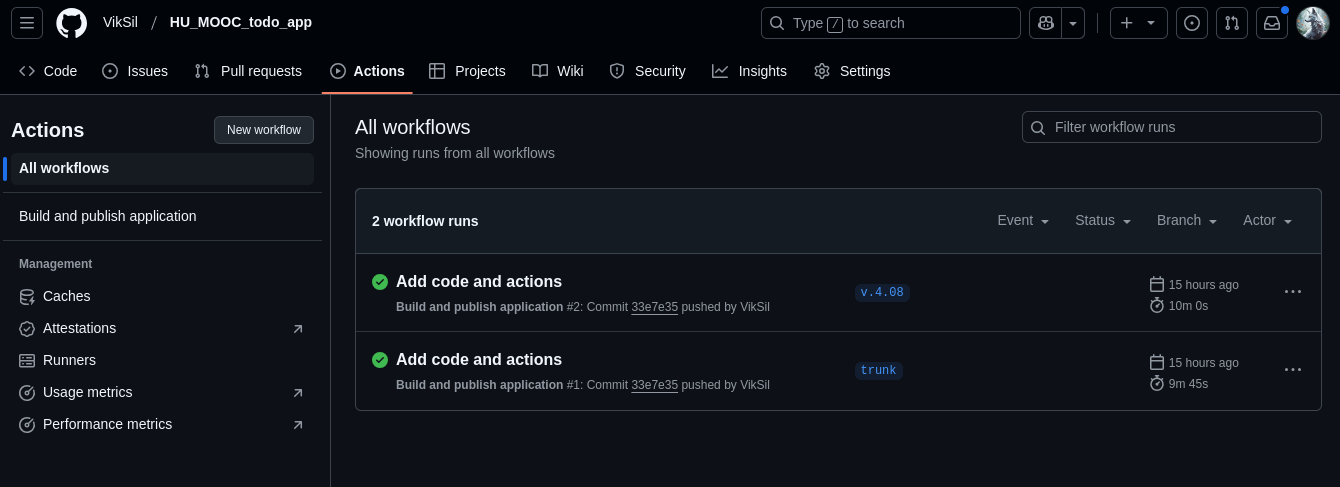 VikSil / HU_MOOC_todo_app
Type / to search
Code Issues Pull requests Actions Projects Wiki Security Insights Settings
Actions
New workflow
All workflows
Build and publish application
Management
Caches
Attestations
Runners
Usage metrics
Performance metrics
All workflows
Showing runs from all workflows
Filter workflow runs
2 workflow runs
Event Status Branch Actor
Add code and actions
Build and publish application #2: Commit 33e7e35 pushed by VikSil
v.4.08
15 hours ago
10m 0s
Add code and actions
Build and publish application #1: Commit 33e7e35 pushed by VikSil
trunk
15 hours ago
9m 45s